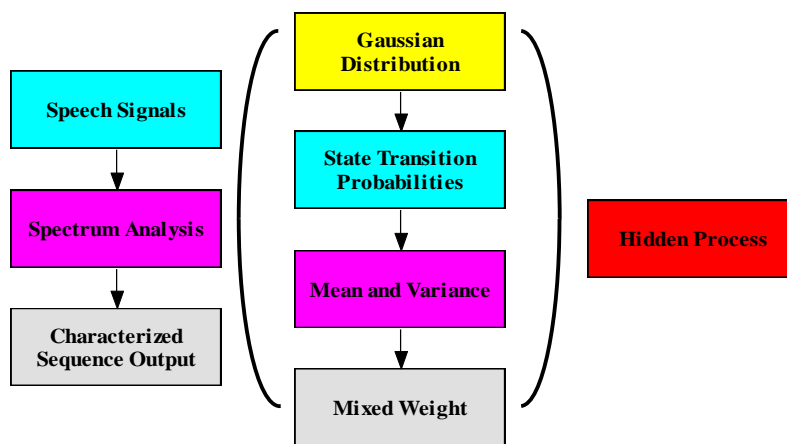 Speech Signals
Spectrum Analysis
Characterized
Sequence Output
Gaussian
Distribution
State Transition
Probabilities
Mean and Variance
Mixed Weight
Hidden Process